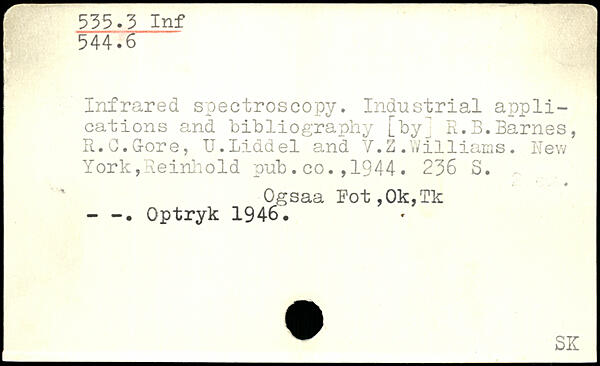 535.3 Inf
544.6
Infrared spectroscopy. Industrial appli-
cations and bibliography [by] R.B.Barnes,
R.C.Gore, U.Liddel and V.Z.Williams. New
York,Reinhold pub.co.,1944. 236 S.
Ogsaa Fot,Ok,Tk
- -. Optryk 1946.
SK